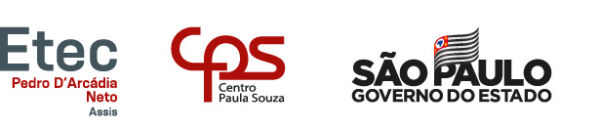 Etec
Pedro D'Arcádia
Neto
Assis
cps
Centro
Paula Souza
SÃO PAULO
GOVERNO DO ESTADO